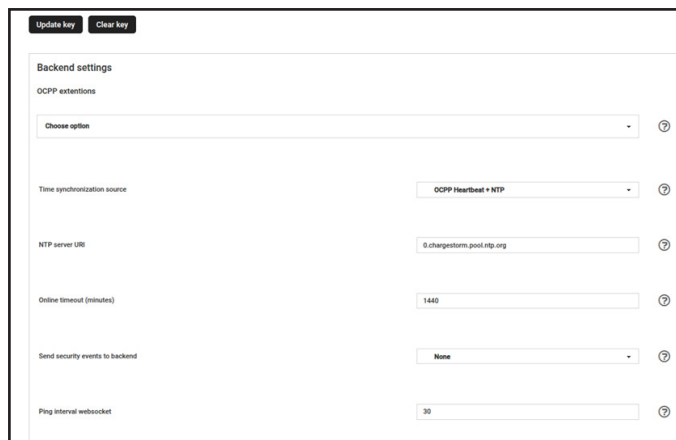 Update key Clear key
Backend settings
OCPP extentions
Choose option
Time synchronization source OCPP Heartbeat + NTP
NTP server URI 0.chargestorm.pool.ntp.org
Online timeout (minutes) 1440
Send security events to backend None
Ping interval websocket 30